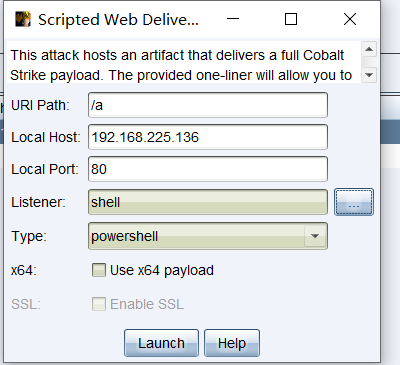 Scripted Web Delive...
This attack hosts an artifact that delivers a full Cobalt
Strike payload. The provided one-liner will allow you to
URI Path: /a
Local Host: 192.168.225.136
Local Port: 80
Listener: shell ...
Type: powershell
x64: Use x64 payload
SSL: Enable SSL
Launch Help